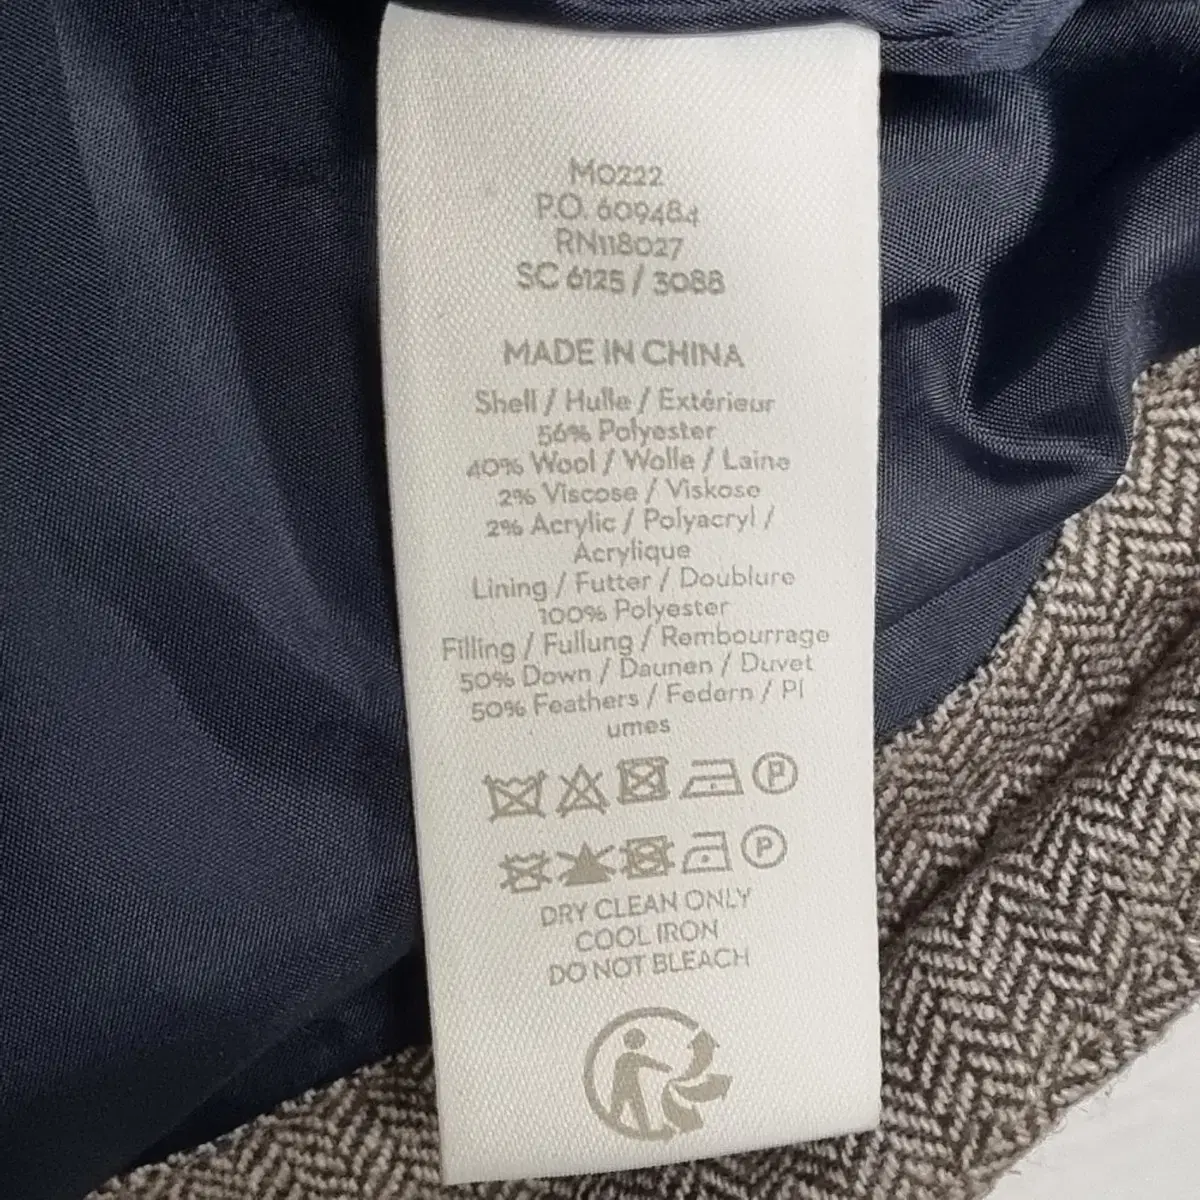 M0222
P.O. 609484
RN118027
SC 6125 / 3088
MADE IN CHINA
Shell / Hulle / Extérieur
56% Polyester
40% Wool / Wolle / Laine
2% Viscose / Viskose
2% Acrylic / Polyacryl /
Acrylique
Lining / Futter / Doublure
100% Polyester
Filling / Fullung / Rembourrage
50% Down / Daunen / Duvet
50% Feathers / Federn / Pl
umes
P
P
DRY CLEAN ONLY
COOL IRON
DO NOT BLEACH